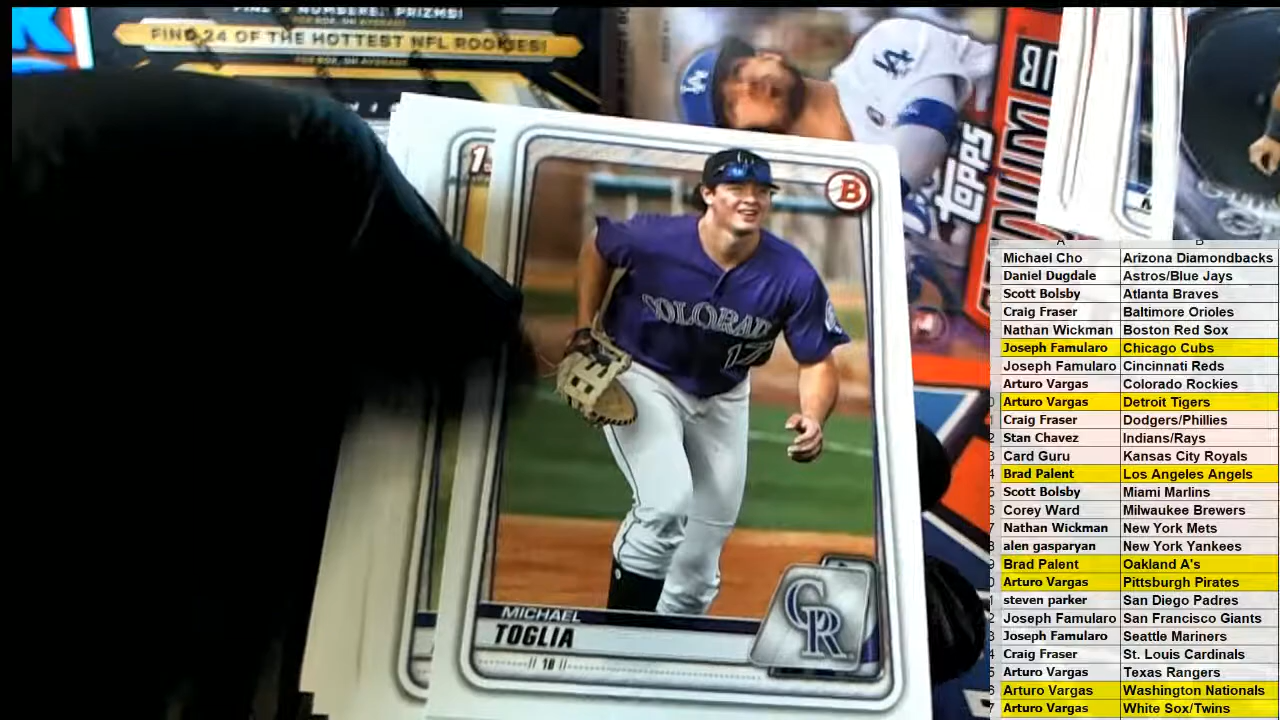 FIND 24 OF THE HOTTEST NFL ROOKIES!
LA
TOPPS
1
B
COLORADO
17
MICHAEL
TOGLIA
1B
CR
A B
Michael Cho Arizona Diamondbacks
Daniel Dugdale Astros/Blue Jays
Scott Bolsby Atlanta Braves
Craig Fraser Baltimore Orioles
Nathan Wickman Boston Red Sox
Joseph Famularo Chicago Cubs
Joseph Famularo Cincinnati Reds
Arturo Vargas Colorado Rockies
Arturo Vargas Detroit Tigers
Craig Fraser Dodgers/Phillies
Stan Chavez Indians/Rays
Card Guru Kansas City Royals
Brad Palent Los Angeles Angels
Scott Bolsby Miami Marlins
Corey Ward Milwaukee Brewers
Nathan Wickman New York Mets
alen gasparyan New York Yankees
Brad Palent Oakland A's
Arturo Vargas Pittsburgh Pirates
steven parker San Diego Padres
Joseph Famularo San Francisco Giants
Joseph Famularo Seattle Mariners
Craig Fraser St. Louis Cardinals
Arturo Vargas Texas Rangers
Arturo Vargas Washington Nationals
Arturo Vargas White Sox/Twins